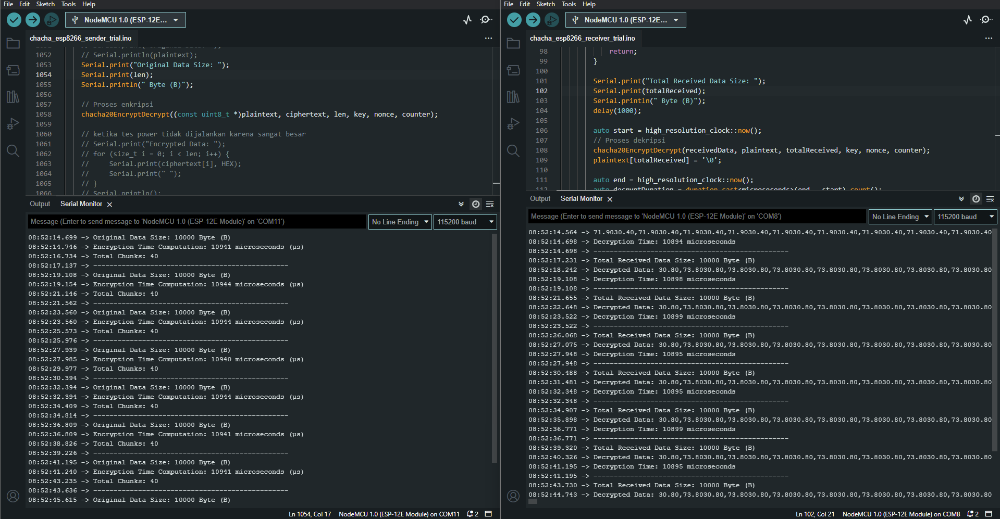 File Edit Sketch Tools Help
NodeMCU 1.0 (ESP-12E...
chacha_esp8266_sender_trial.ino
1052 // Serial.println(plaintext);
1053 Serial.print("Original Data Size: ");
1054 Serial.print(len);
1055 Serial.println(" Byte (B)");
1056
1057 // Proses enkripsi
1058 chacha20EncryptDecrypt((const uint8_t *)plaintext, ciphertext, len, key, nonce, counter);
1059
1060 // ketika tes power tidak dijalankan karena sangat besar
1061 // Serial.print("Encrypted Data: ");
1062 // for (size_t i = 0; i < len; i++) {
1063 //     Serial.print(ciphertext[i], HEX);
1064 //     Serial.print(" ");
1065 // }
1066 // Serial.println();
Output Serial Monitor
Message (Enter to send message to 'NodeMCU 1.0 (ESP-12E Module)' on 'COM11')
No Line Ending 115200 baud
08:52:14.699 -> Original Data Size: 10000 Byte (B)
08:52:14.746 -> Encryption Time Computation: 10941 microseconds (µs)
08:52:16.734 -> Total Chunks: 40
08:52:17.137 -> ------------------------------------------------
08:52:19.108 -> Original Data Size: 10000 Byte (B)
08:52:19.154 -> Encryption Time Computation: 10944 microseconds (µs)
08:52:21.146 -> Total Chunks: 40
08:52:21.562 -> ------------------------------------------------
08:52:23.560 -> Original Data Size: 10000 Byte (B)
08:52:23.560 -> Encryption Time Computation: 10944 microseconds (µs)
08:52:25.573 -> Total Chunks: 40
08:52:25.976 -> ------------------------------------------------
08:52:27.939 -> Original Data Size: 10000 Byte (B)
08:52:27.985 -> Encryption Time Computation: 10940 microseconds (µs)
08:52:29.977 -> Total Chunks: 40
08:52:30.394 -> ------------------------------------------------
08:52:32.394 -> Original Data Size: 10000 Byte (B)
08:52:32.394 -> Encryption Time Computation: 10944 microseconds (µs)
08:52:34.409 -> Total Chunks: 40
08:52:34.814 -> ------------------------------------------------
08:52:36.809 -> Original Data Size: 10000 Byte (B)
08:52:36.809 -> Encryption Time Computation: 10941 microseconds (µs)
08:52:38.826 -> Total Chunks: 40
08:52:39.226 -> ------------------------------------------------
08:52:41.195 -> Original Data Size: 10000 Byte (B)
08:52:41.240 -> Encryption Time Computation: 10941 microseconds (µs)
08:52:43.235 -> Total Chunks: 40
08:52:43.636 -> ------------------------------------------------
08:52:45.615 -> Original Data Size: 10000 Byte (B)
Ln 1054, Col 17 NodeMCU 1.0 (ESP-12E Module) on COM11 2
File Edit Sketch Tools Help
NodeMCU 1.0 (ESP-12E...
chacha_esp8266_receiver_trial.ino
98 return;
99 }
100
101 Serial.print("Total Received Data Size: ");
102 Serial.print(totalReceived);
103 Serial.println(" Byte (B)");
104 delay(1000);
105
106 auto start = high_resolution_clock::now();
107 // Proses dekripsi
108 chacha20EncryptDecrypt(receivedData, plaintext, totalReceived, key, nonce, counter);
109 plaintext[totalReceived] = '\0';
110
111 auto end = high_resolution_clock::now();
112 auto decryptDuration = duration_cast<microseconds>(end - start).count();
Output Serial Monitor
Message (Enter to send message to 'NodeMCU 1.0 (ESP-12E Module)' on 'COM8')
No Line Ending 115200 baud
08:52:14.564 -> 71.9030.40,71.9030.40,71.9030.40,71.9030.40,71.9030.40,71.9030.40,71.9030.40,71.9030.40,71.9030.40
08:52:14.698 -> Decryption Time: 10894 microseconds
08:52:14.698 -> ------------------------------------------------
08:52:17.231 -> Total Received Data Size: 10000 Byte (B)
08:52:18.242 -> Decrypted Data: 30.80,73.8030.80,73.8030.80,73.8030.80,73.8030.80,73.8030.80,73.8030.80,73.8030.80
08:52:19.108 -> Decryption Time: 10898 microseconds
08:52:19.108 -> ------------------------------------------------
08:52:21.655 -> Total Received Data Size: 10000 Byte (B)
08:52:22.648 -> Decrypted Data: 30.80,73.8030.80,73.8030.80,73.8030.80,73.8030.80,73.8030.80,73.8030.80,73.8030.80
08:52:23.522 -> Decryption Time: 10899 microseconds
08:52:23.522 -> ------------------------------------------------
08:52:26.068 -> Total Received Data Size: 10000 Byte (B)
08:52:27.075 -> Decrypted Data: 30.80,73.8030.80,73.8030.80,73.8030.80,73.8030.80,73.8030.80,73.8030.80,73.8030.80
08:52:27.948 -> Decryption Time: 10895 microseconds
08:52:27.948 -> ------------------------------------------------
08:52:30.488 -> Total Received Data Size: 10000 Byte (B)
08:52:31.481 -> Decrypted Data: 30.80,73.8030.80,73.8030.80,73.8030.80,73.8030.80,73.8030.80,73.8030.80,73.8030.80
08:52:32.348 -> Decryption Time: 10895 microseconds
08:52:32.348 -> ------------------------------------------------
08:52:34.907 -> Total Received Data Size: 10000 Byte (B)
08:52:35.898 -> Decrypted Data: 30.80,73.8030.80,73.8030.80,73.8030.80,73.8030.80,73.8030.80,73.8030.80,73.8030.80
08:52:36.771 -> Decryption Time: 10899 microseconds
08:52:36.771 -> ------------------------------------------------
08:52:39.320 -> Total Received Data Size: 10000 Byte (B)
08:52:40.326 -> Decrypted Data: 30.80,73.8030.80,73.8030.80,73.8030.80,73.8030.80,73.8030.80,73.8030.80,73.8030.80
08:52:41.195 -> Decryption Time: 10895 microseconds
08:52:41.195 -> ------------------------------------------------
08:52:43.730 -> Total Received Data Size: 10000 Byte (B)
08:52:44.743 -> Decrypted Data: 30.80,73.8030.80,73.8030.80,73.8030.80,73.8030.80,73.8030.80,73.8030.80,73.8030.80
Ln 102, Col 21 NodeMCU 1.0 (ESP-12E Module) on COM8 2